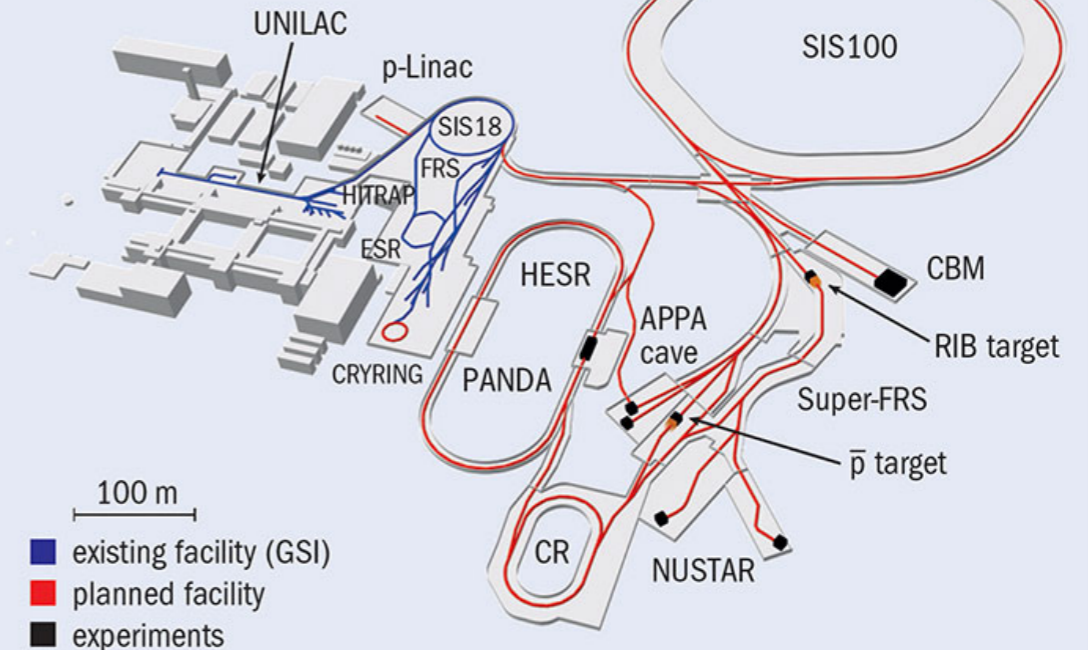 UNILAC
p-Linac
SIS100
SIS18
FRS
HITRAP
ESR
HESR
CBM
APPA
cave
RIB target
CRYRING
PANDA
Super-FRS
p̅ target
100 m
CR
NUSTAR
existing facility (GSI)
planned facility
experiments